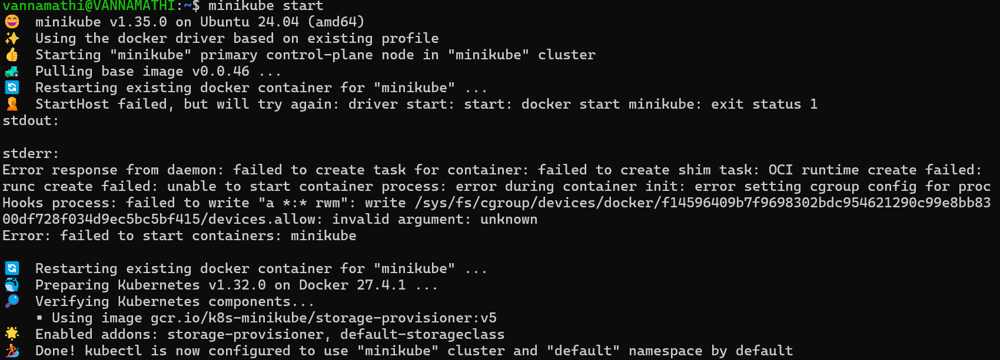 vannamathi@VANNAMATHI:~$ minikube start
😄 minikube v1.35.0 on Ubuntu 24.04 (amd64)
✨ Using the docker driver based on existing profile
👍 Starting "minikube" primary control-plane node in "minikube" cluster
🚜 Pulling base image v0.0.46 ...
🔄 Restarting existing docker container for "minikube" ...
🤦 StartHost failed, but will try again: driver start: start: docker start minikube: exit status 1
stdout:
stderr:
Error response from daemon: failed to create task for container: failed to create shim task: OCI runtime create failed:
runc create failed: unable to start container process: error during container init: error setting cgroup config for proc
Hooks process: failed to write "a *:* rwm": write /sys/fs/cgroup/devices/docker/f14596409b7f9698302bdc954621290c99e8bb83
00df728f034d9ec5bc5bf415/devices.allow: invalid argument: unknown
Error: failed to start containers: minikube
🔄 Restarting existing docker container for "minikube" ...
🐳 Preparing Kubernetes v1.32.0 on Docker 27.4.1 ...
🔎 Verifying Kubernetes components...
▪ Using image gcr.io/k8s-minikube/storage-provisioner:v5
🌟 Enabled addons: storage-provisioner, default-storageclass
🏄 Done! kubectl is now configured to use "minikube" cluster and "default" namespace by default